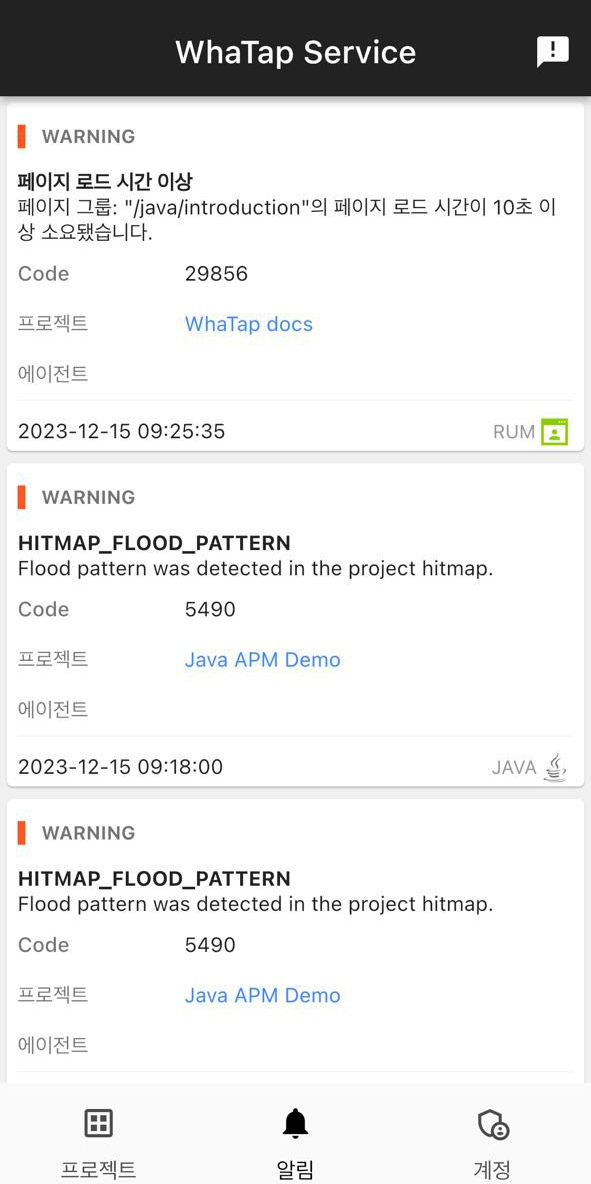 WhaTap Service
WARNING
페이지 로드 시간 이상
페이지 그룹: "/java/introduction"의 페이지 로드 시간이 10초 이
상 소요됐습니다.
Code 29856
프로젝트 WhaTap docs
에이전트
2023-12-15 09:25:35 RUM
WARNING
HITMAP_FLOOD_PATTERN
Flood pattern was detected in the project hitmap.
Code 5490
프로젝트 Java APM Demo
에이전트
2023-12-15 09:18:00 JAVA
WARNING
HITMAP_FLOOD_PATTERN
Flood pattern was detected in the project hitmap.
Code 5490
프로젝트 Java APM Demo
에이전트
프로젝트 알림 계정